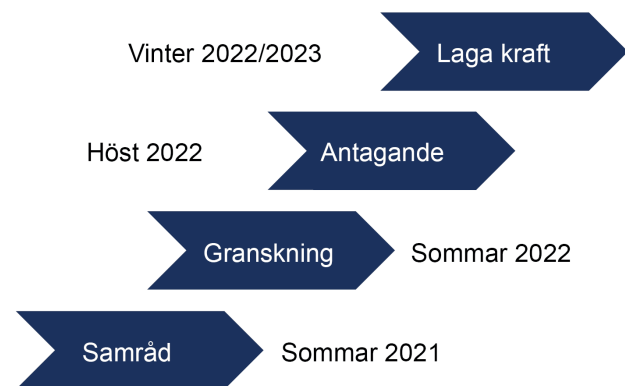 Vinter 2022/2023
Laga kraft
Höst 2022
Antagande
Granskning
Sommar 2022
Samråd
Sommar 2021